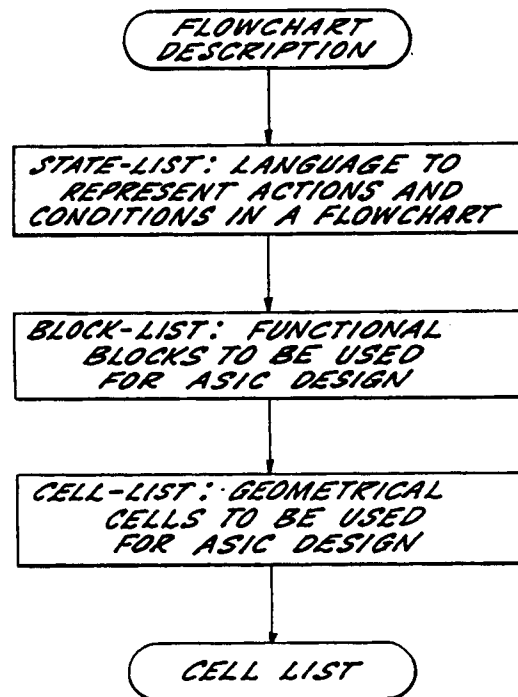 FLOWCHART
DESCRIPTION
STATE-LIST: LANGUAGE TO
REPRESENT ACTIONS AND
CONDITIONS IN A FLOWCHART
BLOCK-LIST: FUNCTIONAL
BLOCKS TO BE USED
FOR ASIC DESIGN
CELL-LIST: GEOMETRICAL
CELLS TO BE USED
FOR ASIC DESIGN
CELL LIST